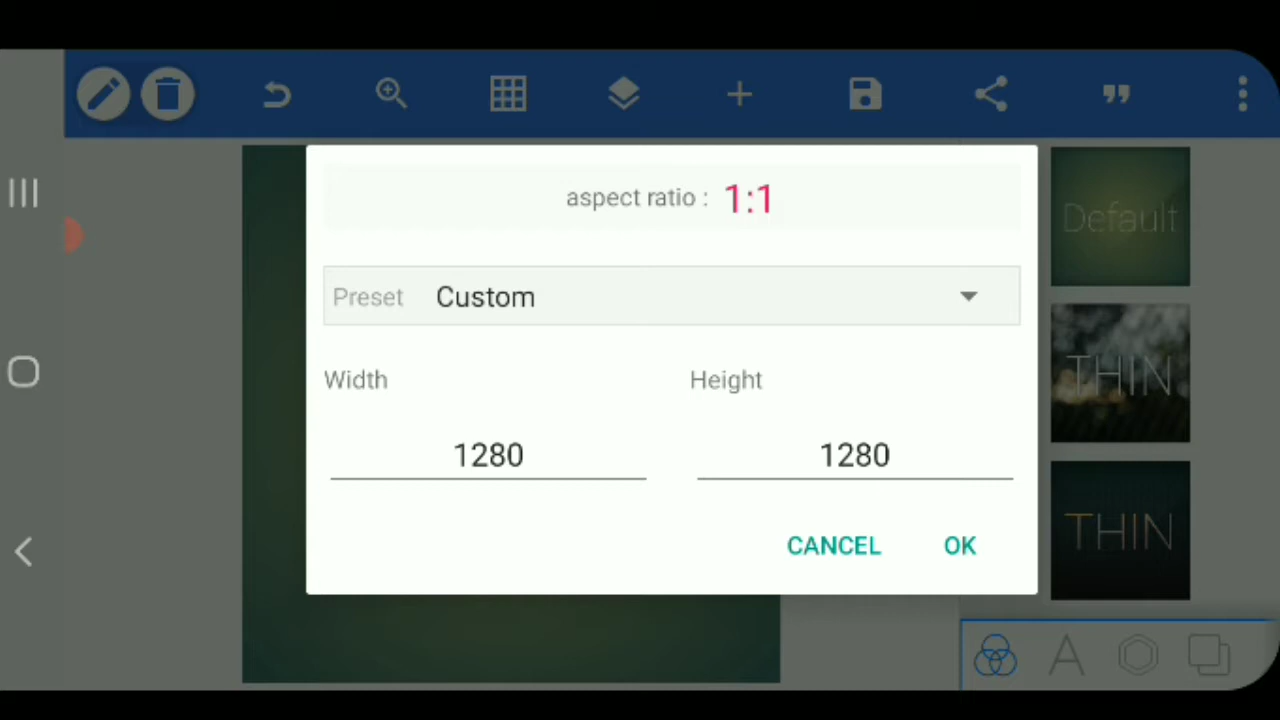 aspect ratio : 1:1
Preset Custom
Width Height
1280 1280
CANCEL OK
Default
THIN
THIN
A